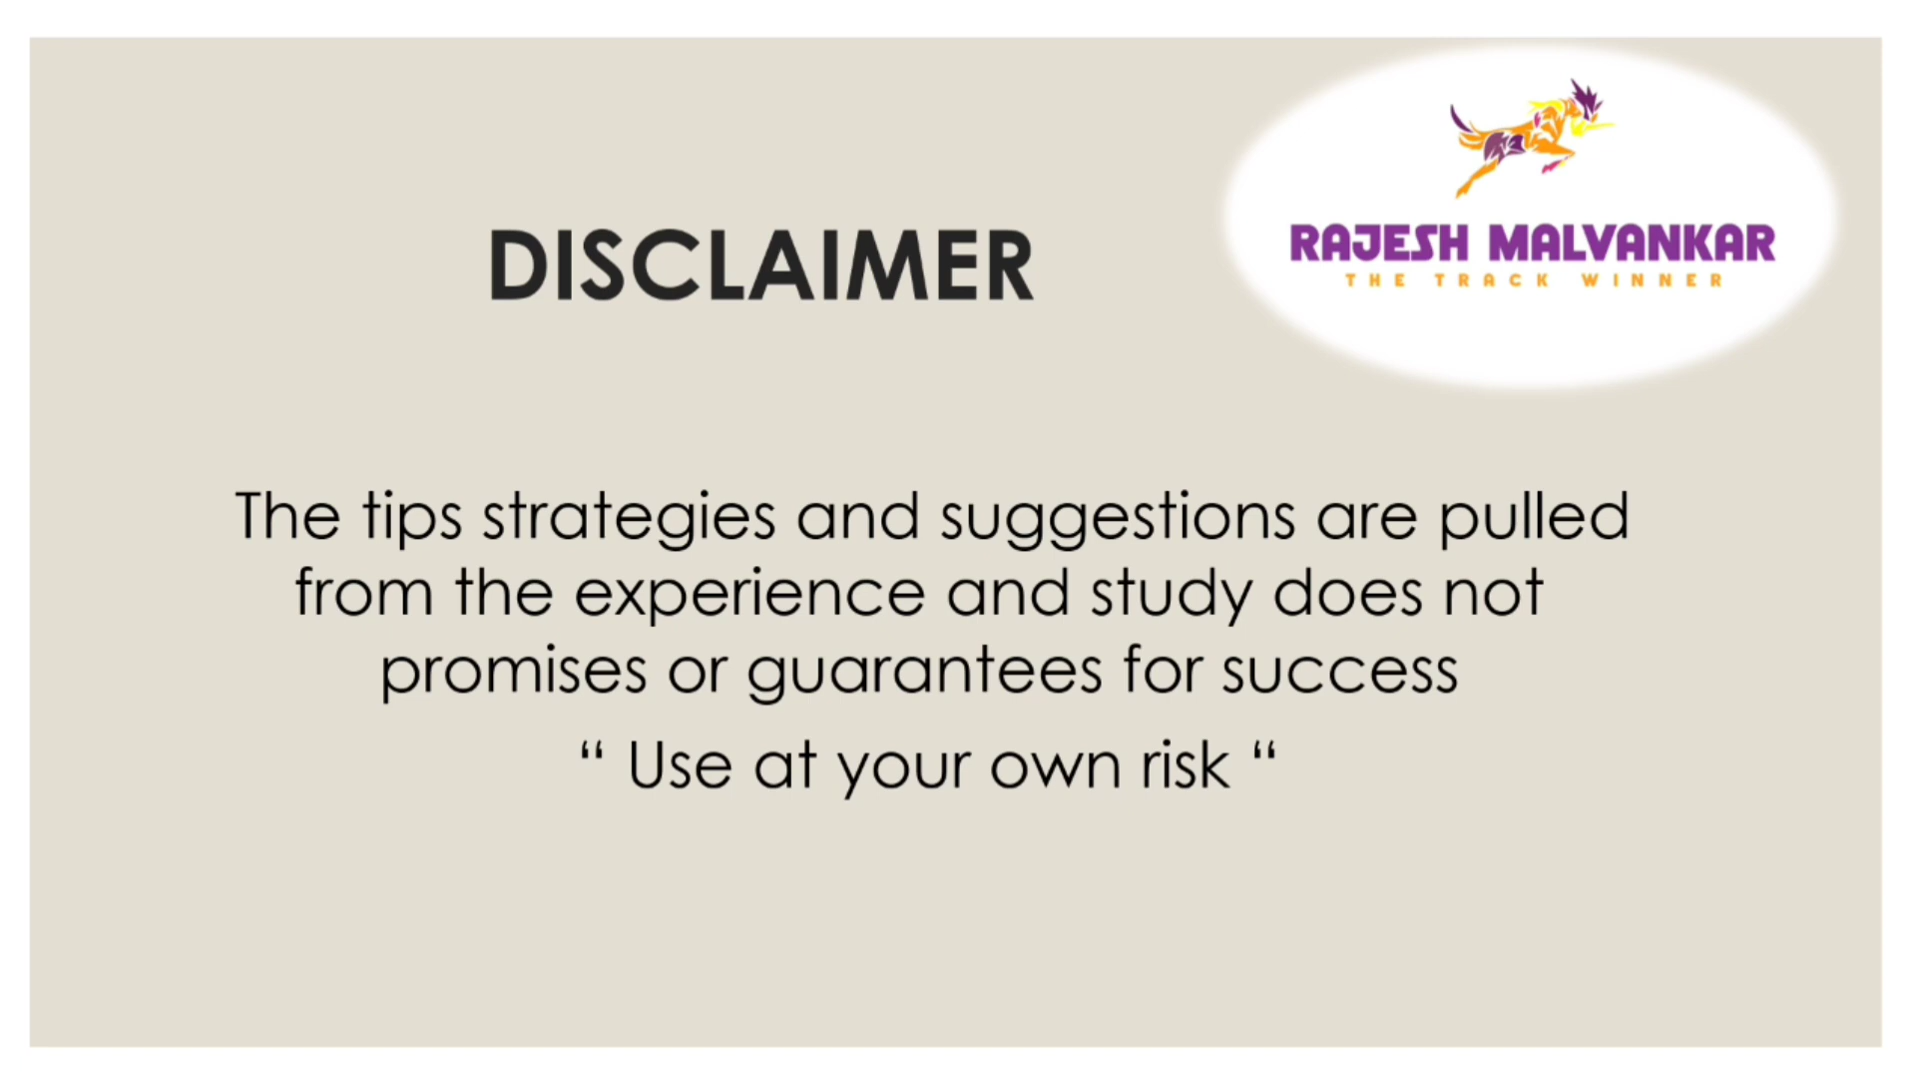 DISCLAIMER
RAJESH MALVANKAR
THE TRACK WINNER
The tips strategies and suggestions are pulled
from the experience and study does not
promises or guarantees for success
“ Use at your own risk “